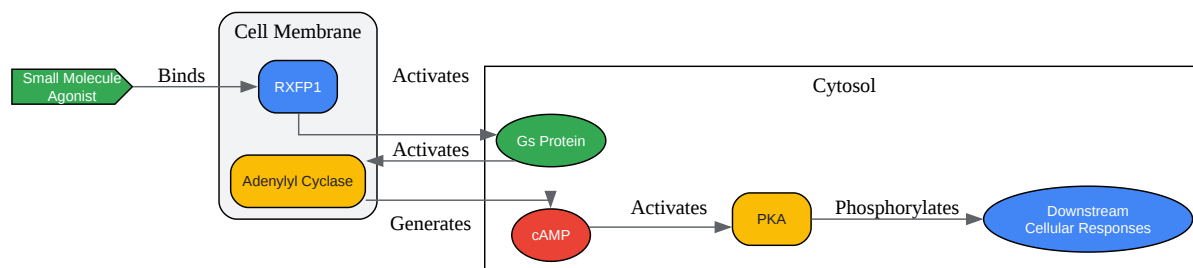 Cell Membrane
Small Molecule
Agonist
Binds
RXFP1
Activates
Cytosol
Gs Protein
Activates
Adenylyl Cyclase
Generates
cAMP
Activates
PKA
Phosphorylates
Downstream
Cellular Responses